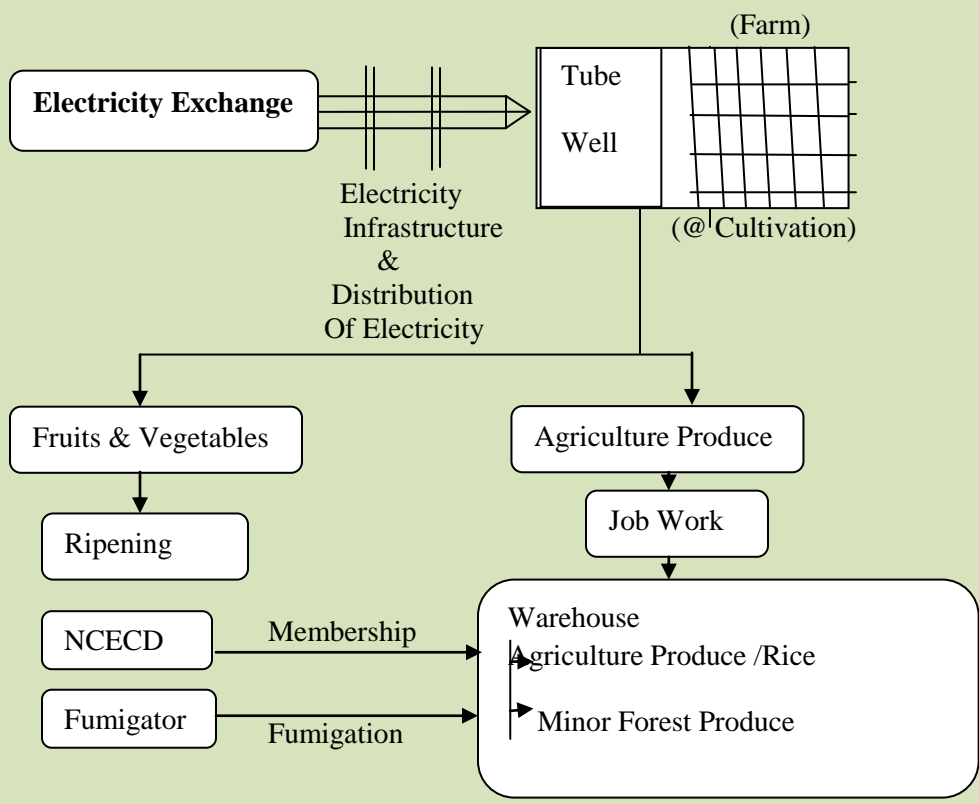 (Farm)
Electricity Exchange
Tube
Well
Electricity
Infrastructure
&
Distribution
Of Electricity
(@ Cultivation)
Fruits & Vegetables
Agriculture Produce
Ripening
Job Work
NCECD
Membership
Fumigator
Fumigation
Warehouse
Agriculture Produce /Rice
Minor Forest Produce